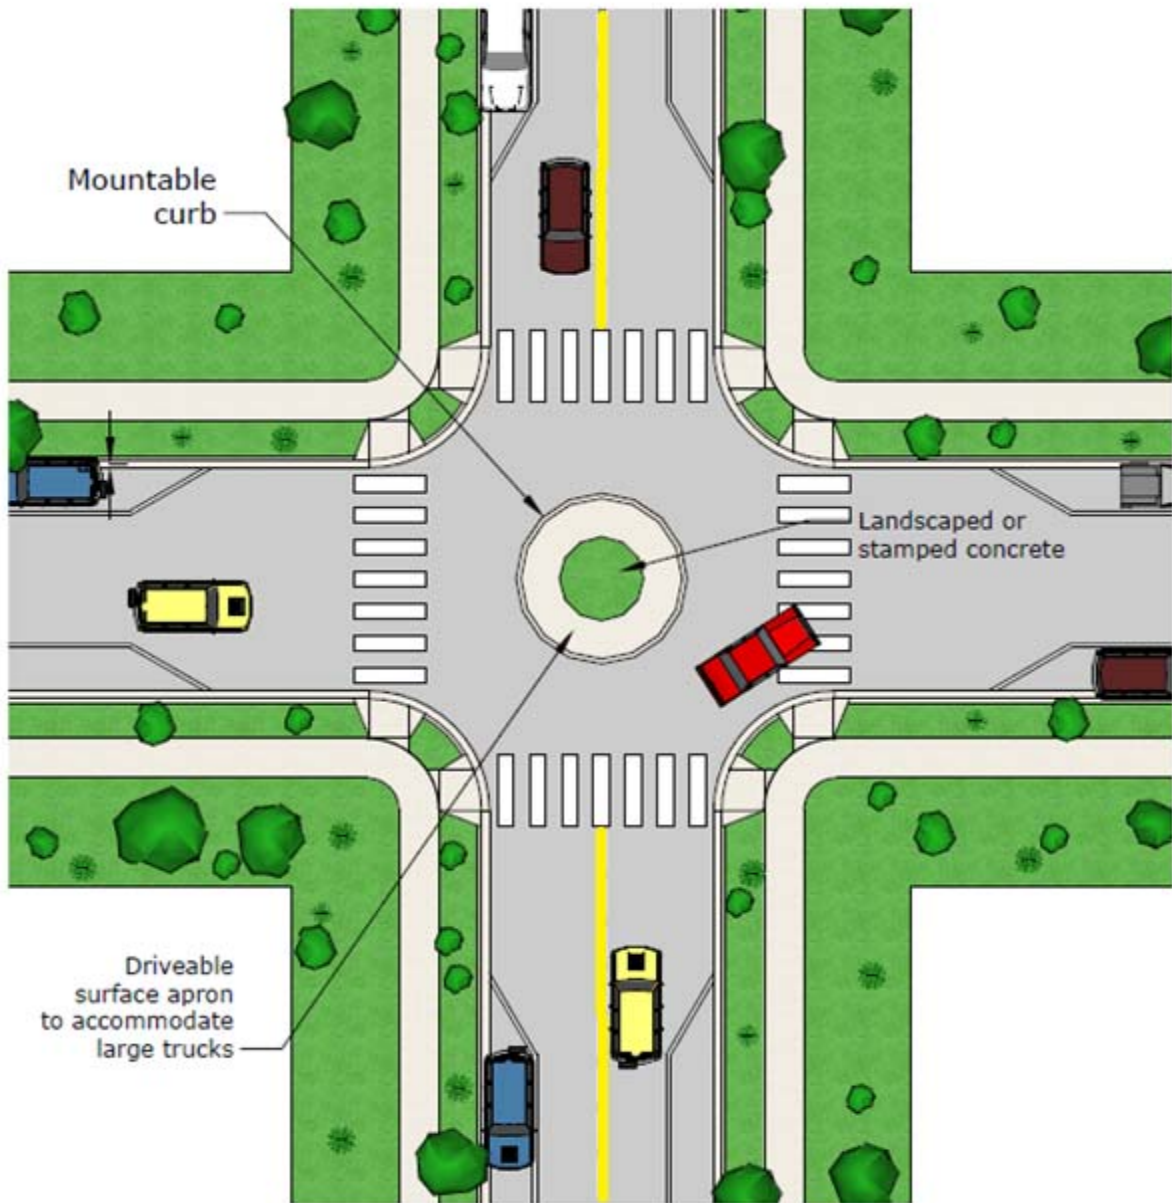 Mountable
curb
Landscaped or
stamped concrete
Driveable
surface apron
to accommodate
large trucks